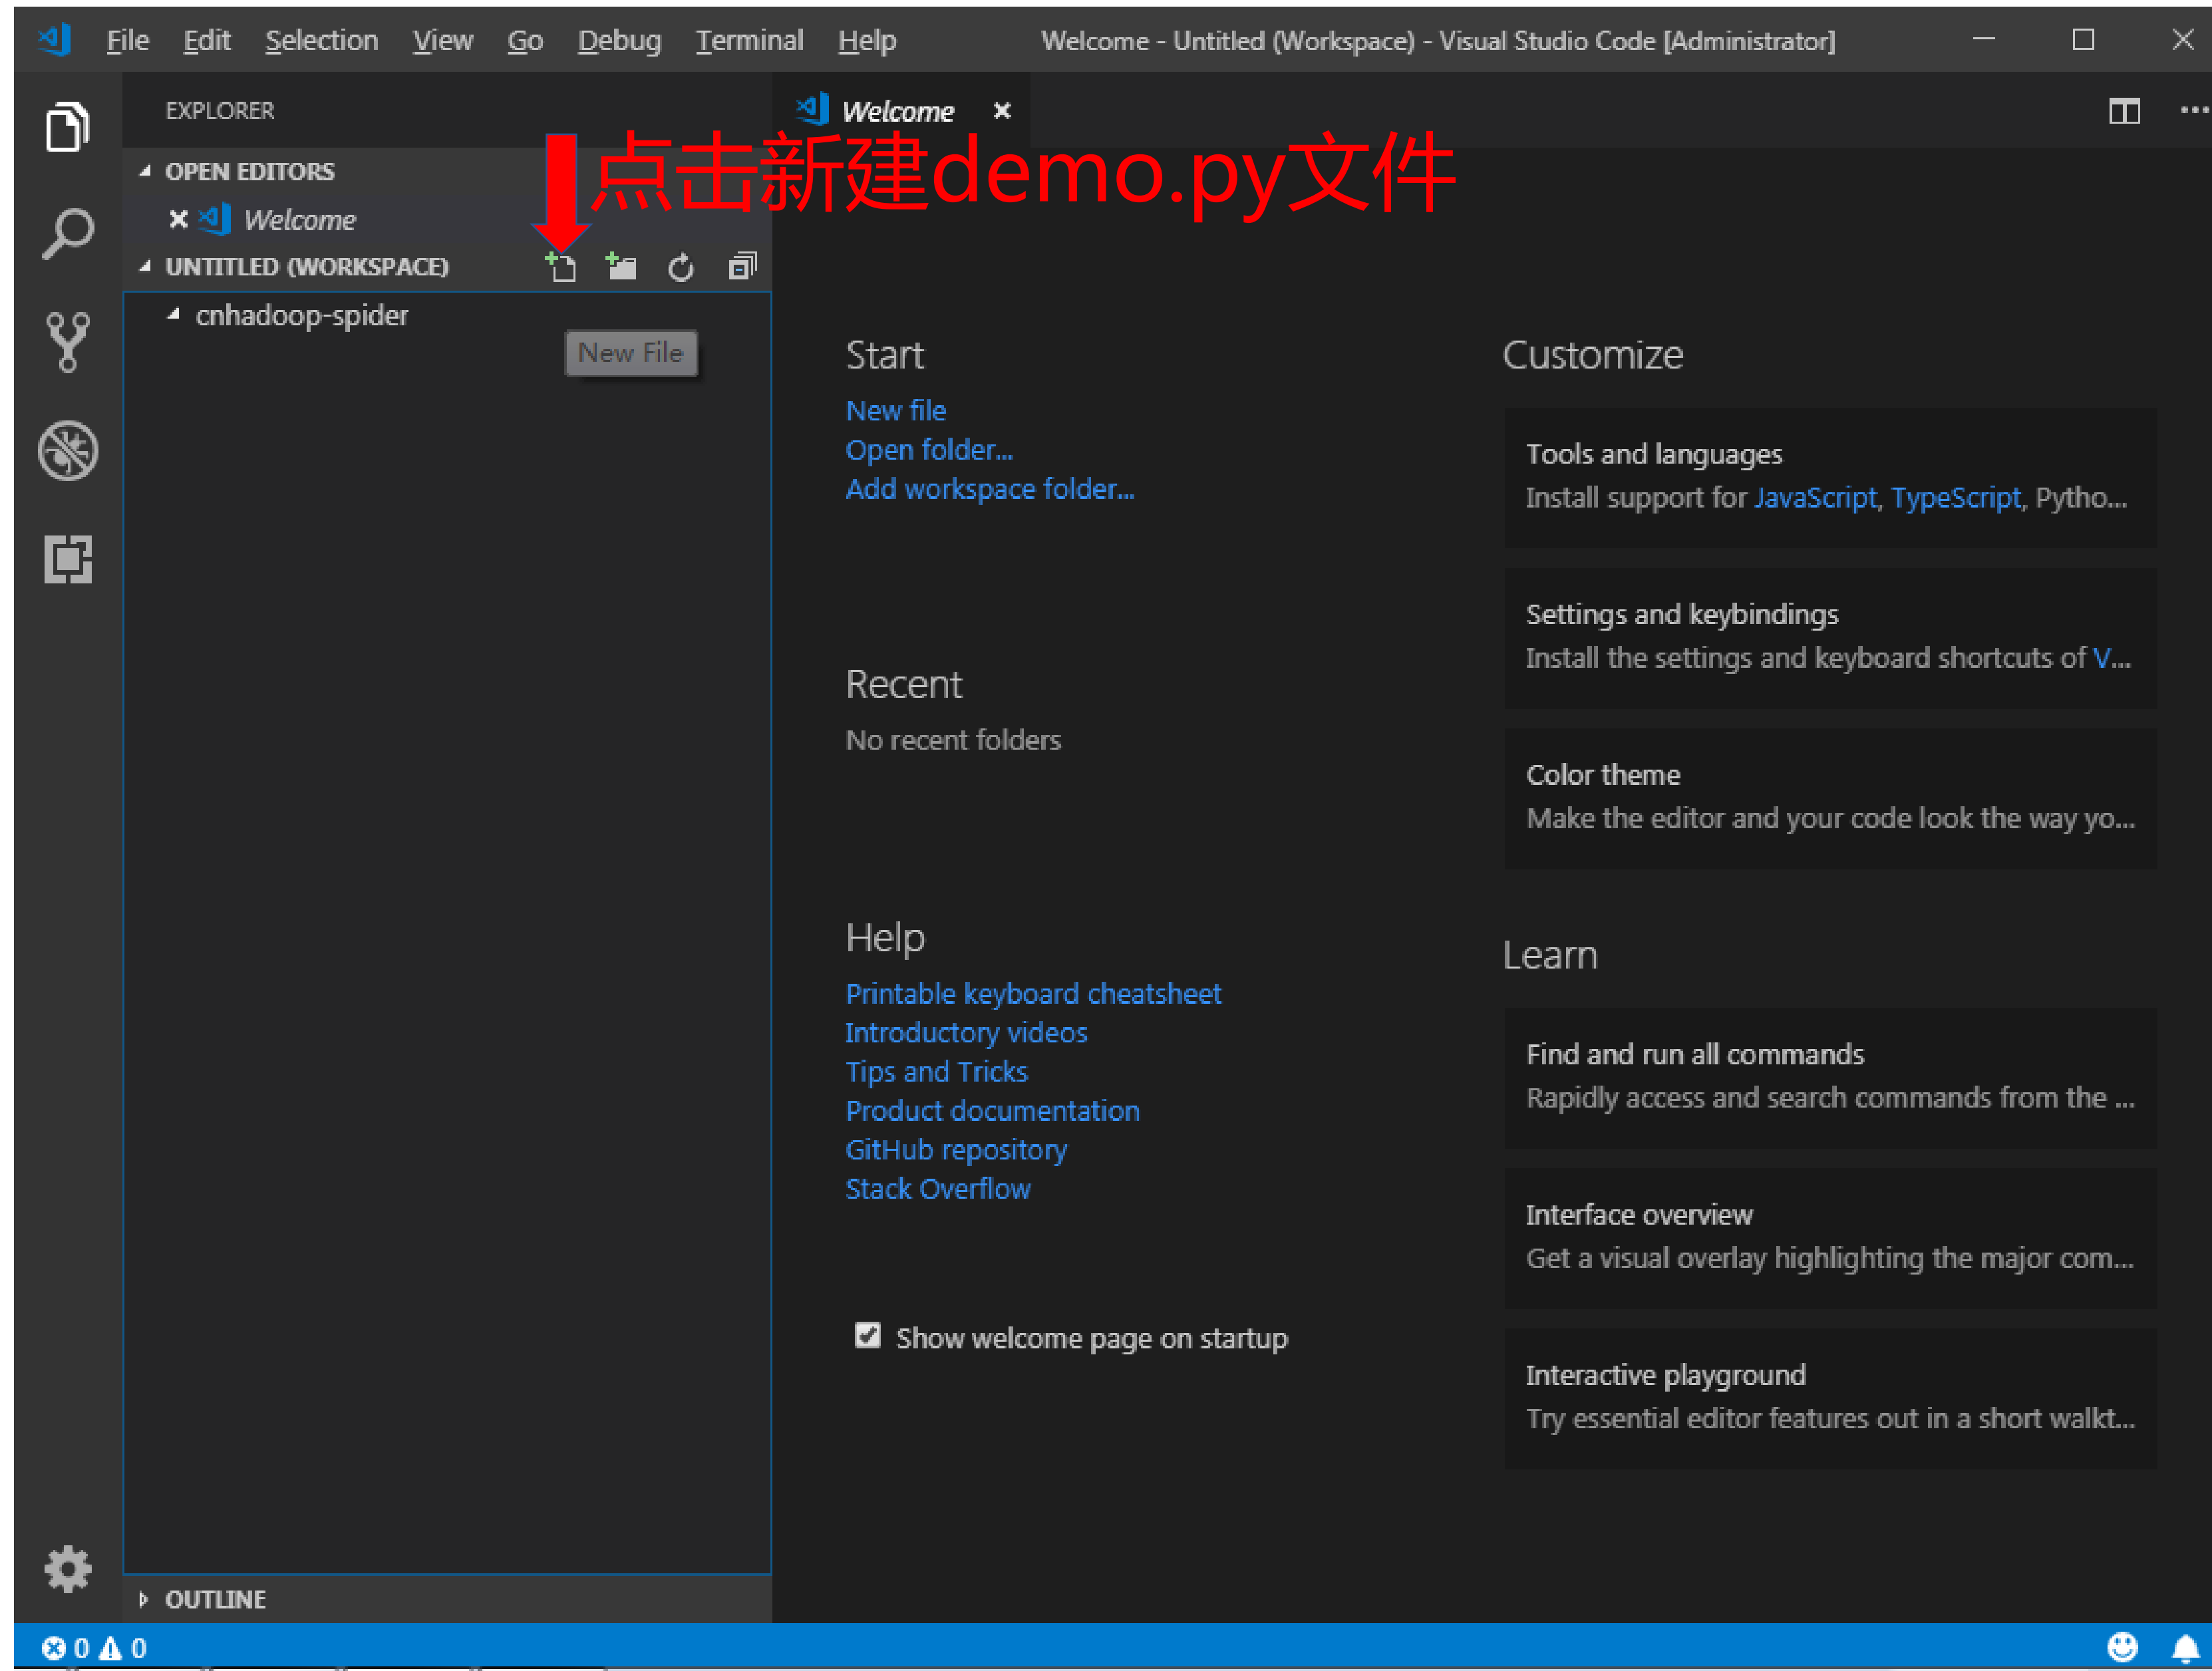 File Edit Selection View Go Debug Terminal Help Welcome - Untitled (Workspace) - Visual Studio Code [Administrator]
EXPLORER
Welcome
点击新建demo.py文件
OPEN EDITORS
Welcome
UNTITLED (WORKSPACE)
cnhadoop-spider
New File
Start
New file
Open folder...
Add workspace folder...
Recent
No recent folders
Help
Printable keyboard cheatsheet
Introductory videos
Tips and Tricks
Product documentation
GitHub repository
Stack Overflow
Show welcome page on startup
Customize
Tools and languages
Install support for JavaScript, TypeScript, Pytho...
Settings and keybindings
Install the settings and keyboard shortcuts of V...
Color theme
Make the editor and your code look the way yo...
Learn
Find and run all commands
Rapidly access and search commands from the ...
Interface overview
Get a visual overlay highlighting the major com...
Interactive playground
Try essential editor features out in a short walkt...
OUTLINE
0 0